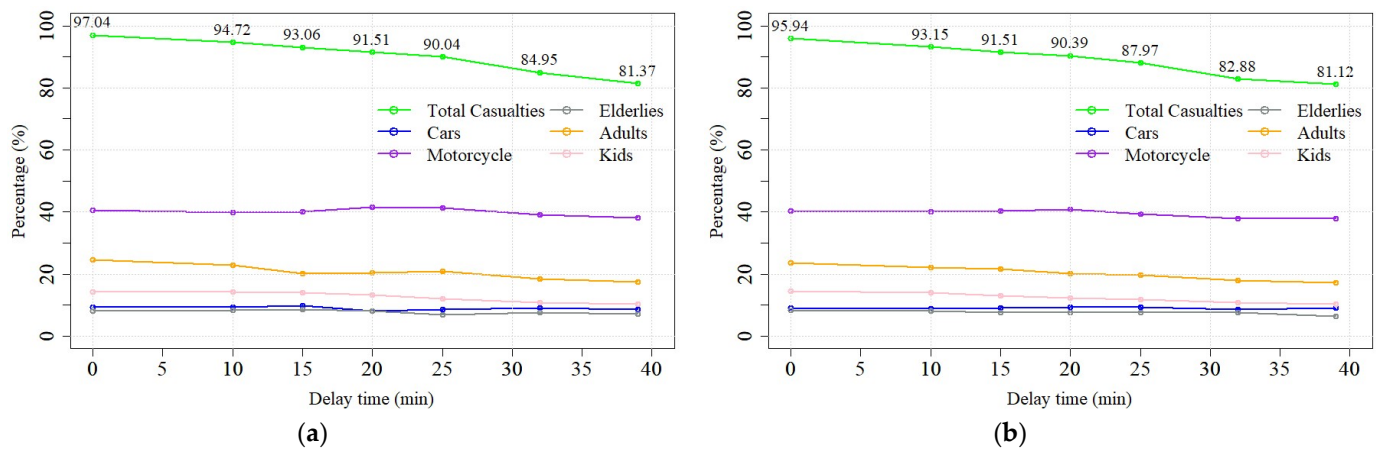 100
80
60
40
20
0
Percentage (%)
97.04
94.72
93.06
91.51
90.04
84.95
81.37
Total Casualties
Cars
Motorcycle
Elderlies
Adults
Kids
0 10 15 20 25 30 35 40
Delay time (min)
(a)
100
80
60
40
20
0
Percentage (%)
95.94
93.15
91.51
90.39
87.97
82.88
81.12
Total Casualties
Cars
Motorcycle
Elderlies
Adults
Kids
0 10 15 20 25 30 35 40
Delay time (min)
(b)